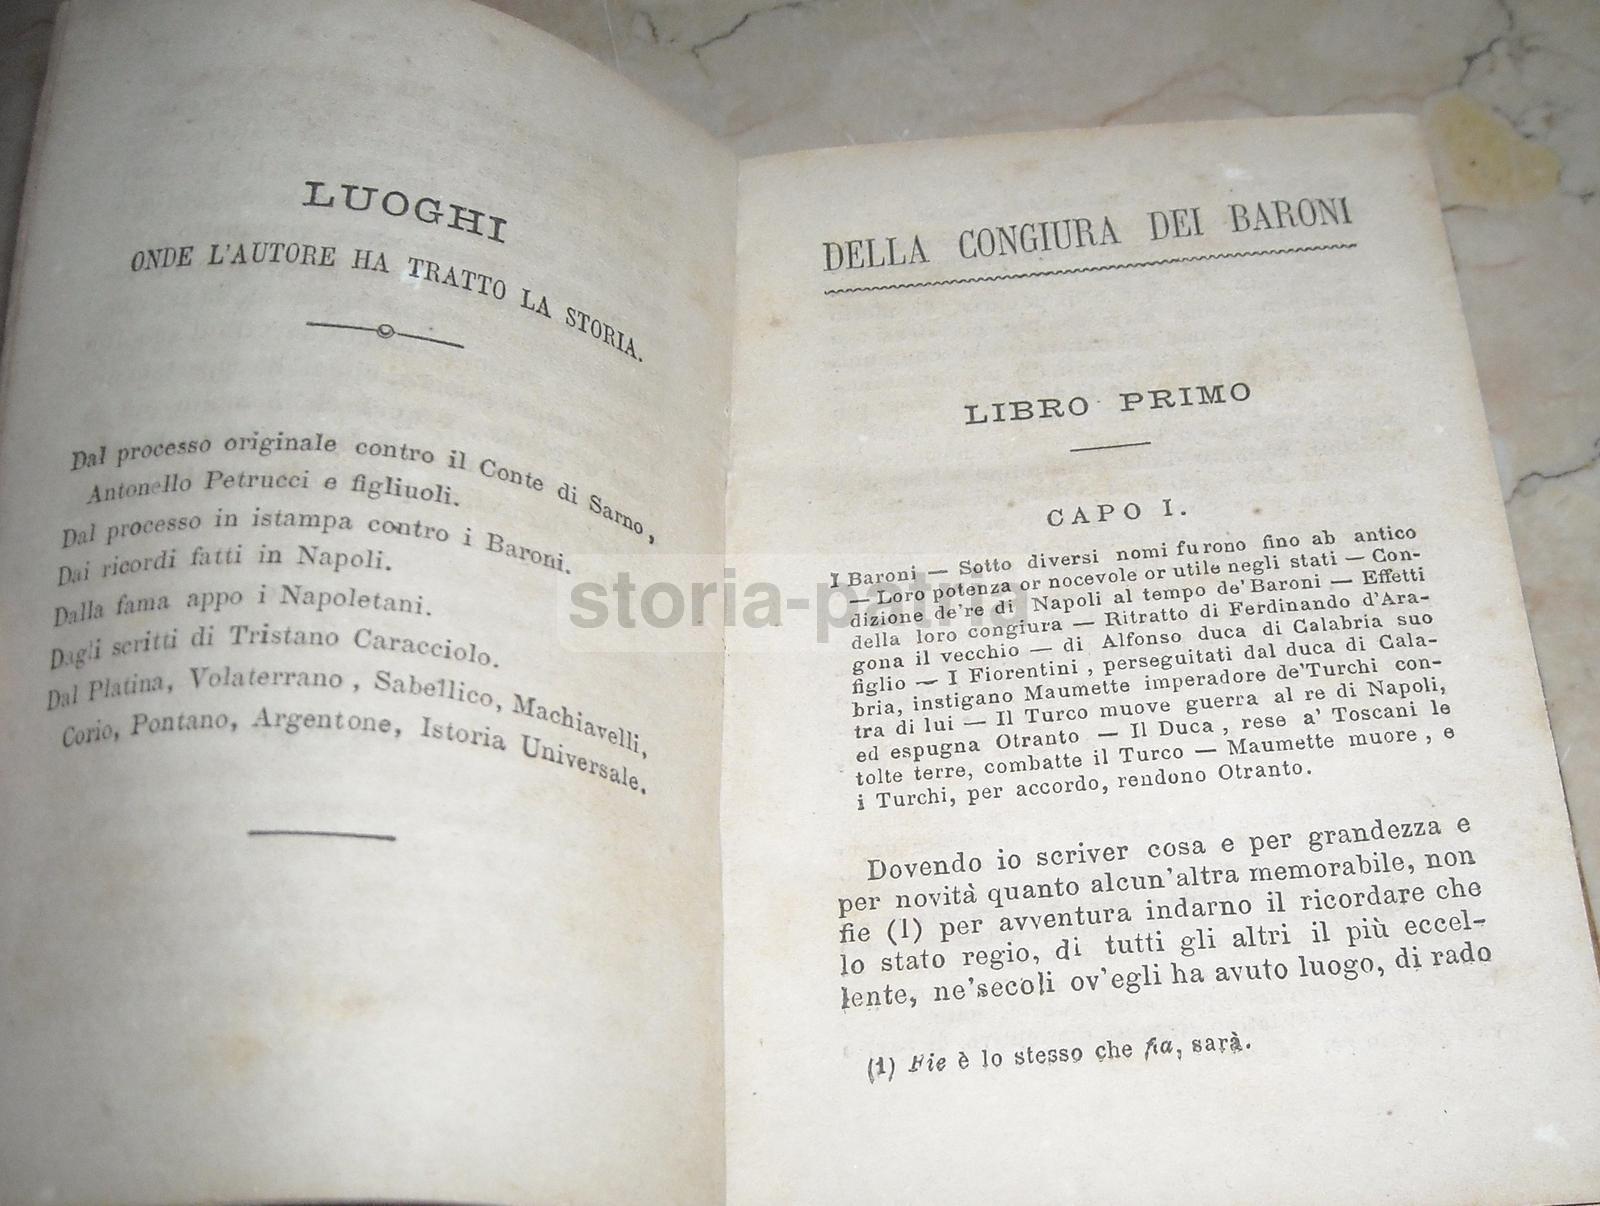 LUOGHI
ONDE L'AUTORE HA TRATTO LA STORIA.
Dal processo originale contro il Conte di Sarno,
Antonello Petrucci e figliuoli.
Dal processo in istampa contro i Baroni.
Dai ricordi fatti in Napoli.
Dalla fama appo i Napoletani.
Dagli scritti di Tristano Caracciolo.
Dal Platina, Volaterrano, Sabellico, Machiavelli,
Corio, Pontano, Argentone, Istoria Universale.
DELLA CONGIURA DEI BARONI
LIBRO PRIMO
CAPO I.
I Baroni — Sotto diversi nomi furono fino ab antico
— Loro potenza or nocevole or utile negli stati — Con-
dizione de're di Napoli al tempo de' Baroni — Effetti
della loro congiura — Ritratto di Ferdinando d'Ara-
gona il vecchio — di Alfonso duca di Calabria suo
figlio — I Fiorentini, perseguitati dal duca di Cala-
bria, instigano Maumette imperadore de'Turchi con-
tra di lui — Il Turco muove guerra al re di Napoli,
ed espugna Otranto — Il Duca, rese a' Toscani le
tolte terre, combatte il Turco — Maumette muore, e
i Turchi, per accordo, rendono Otranto.
Dovendo io scriver cosa e per grandezza e
per novità quanto alcun'altra memorabile, non
fie (1) per avventura indarno il ricordare che
lo stato regio, di tutti gli altri il più eccel-
lente, ne'secoli ov'egli ha avuto luogo, di rado
(1) Fie è lo stesso che fia, sarà.
storia-patria